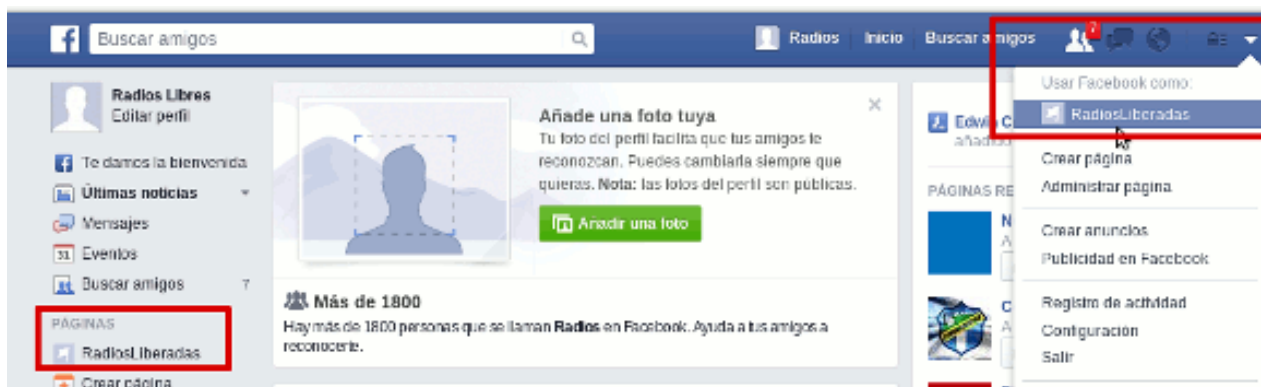 Buscar amigos
Radios Inicio Buscar amigos 7
Radios Libres
Editar perfil
Te damos la bienvenida
Últimas noticias
Mensajes
31 Eventos
Buscar amigos 7
PÁGINAS
RadiosLiberadas
Crear página
Añade una foto tuya
Tu foto del perfil facilita que tus amigos te
reconozcan. Puedes cambiarla siempre que
quieras. Nota: las fotos del perfil son públicas.
Añadir una foto
Más de 1800
Hay más de 1800 personas que se llaman Radios en Facebook. Ayuda a tus amigos a
reconocerte.
Edwin C
añadido
PÁGINAS RE
N
A
C
A
Usar Facebook como:
RadiosLiberadas
Crear página
Administrar página
Crear anuncios
Publicidad en Facebook
Registro de actividad
Configuración
Salir